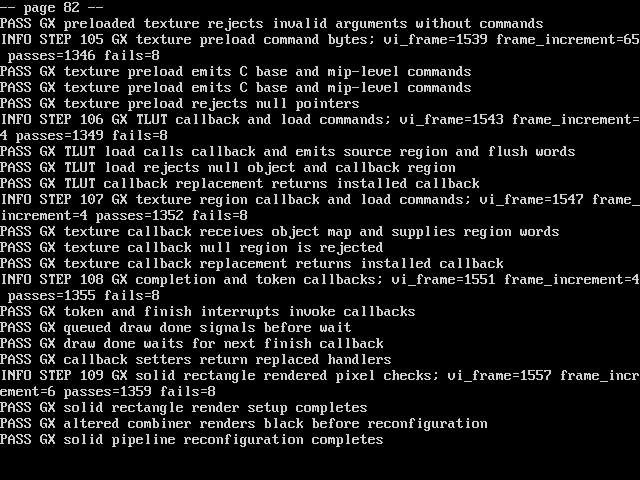 -- page 82 --
PASS GX preloaded texture rejects invalid arguments without commands
INFO STEP 105 GX texture preload command bytes; vi_frame=1539 frame_increment=65
 passes=1346 fails=8
PASS GX texture preload emits C base and mip-level commands
PASS GX texture preload emits C base and mip-level commands
PASS GX texture preload rejects null pointers
INFO STEP 106 GX TLUT callback and load commands; vi_frame=1543 frame_increment=
4 passes=1349 fails=8
PASS GX TLUT load calls callback and emits source region and flush words
PASS GX TLUT load rejects null object and callback region
PASS GX TLUT callback replacement returns installed callback
INFO STEP 107 GX texture region callback and load commands; vi_frame=1547 frame_
increment=4 passes=1352 fails=8
PASS GX texture callback receives object map and supplies region words
PASS GX texture callback null region is rejected
PASS GX texture callback replacement returns installed callback
INFO STEP 108 GX completion and token callbacks; vi_frame=1551 frame_increment=4
 passes=1355 fails=8
PASS GX token and finish interrupts invoke callbacks
PASS GX queued draw done signals before wait
PASS GX draw done waits for next finish callback
PASS GX callback setters return replaced handlers
INFO STEP 109 GX solid rectangle rendered pixel checks; vi_frame=1557 frame_incr
ement=6 passes=1359 fails=8
PASS GX solid rectangle render setup completes
PASS GX altered combiner renders black before reconfiguration
PASS GX solid pipeline reconfiguration completes